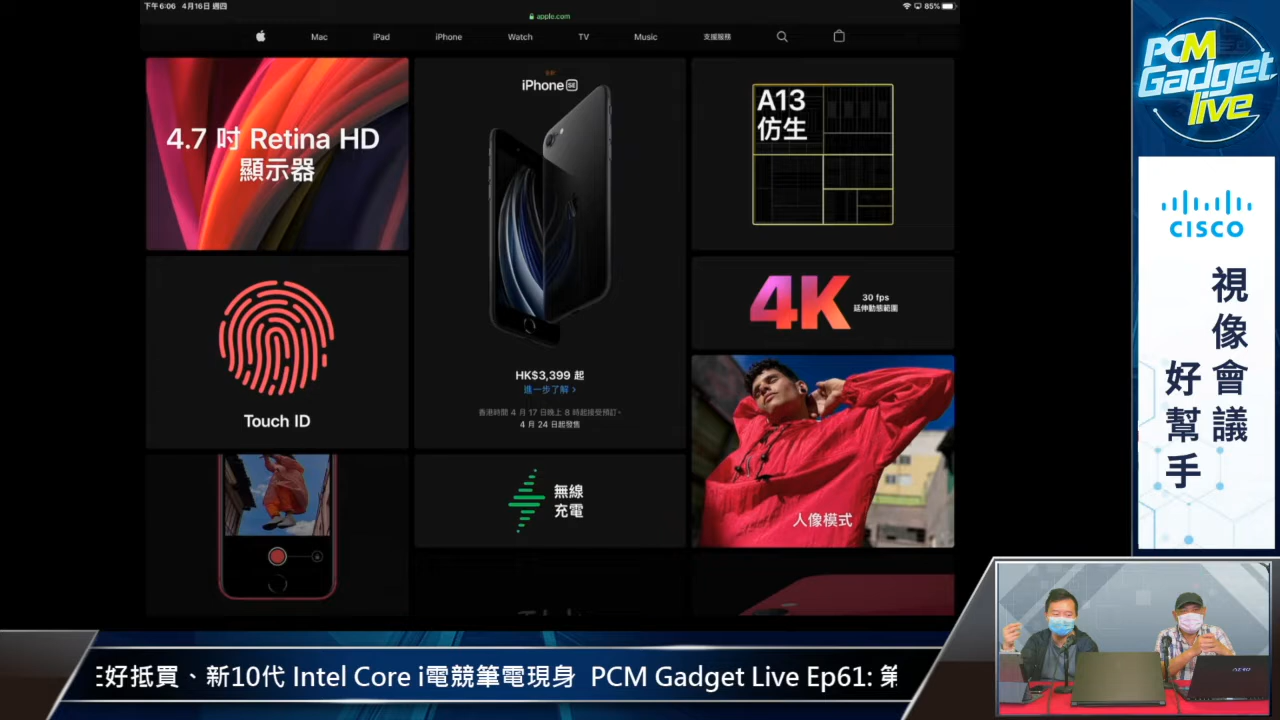 下午6:06 4月16日 週四
apple.com
85%
Mac iPad iPhone Watch TV Music 支援服務
4.7 吋 Retina HD
顯示器
全新
iPhone SE
A13
仿生
Touch ID
HK$3,399 起
進一步了解 >
香港時間 4 月 17 日晚上 8 時起接受預訂。
4 月 24 日起發售
4K
30 fps
延伸動態範圍
無線
充電
人像模式
PCM
Gadget
live
CISCO
視像會議
好幫手
好抵買、新10代 Intel Core i電競筆電現身 PCM Gadget Live Ep61: 第
AERO